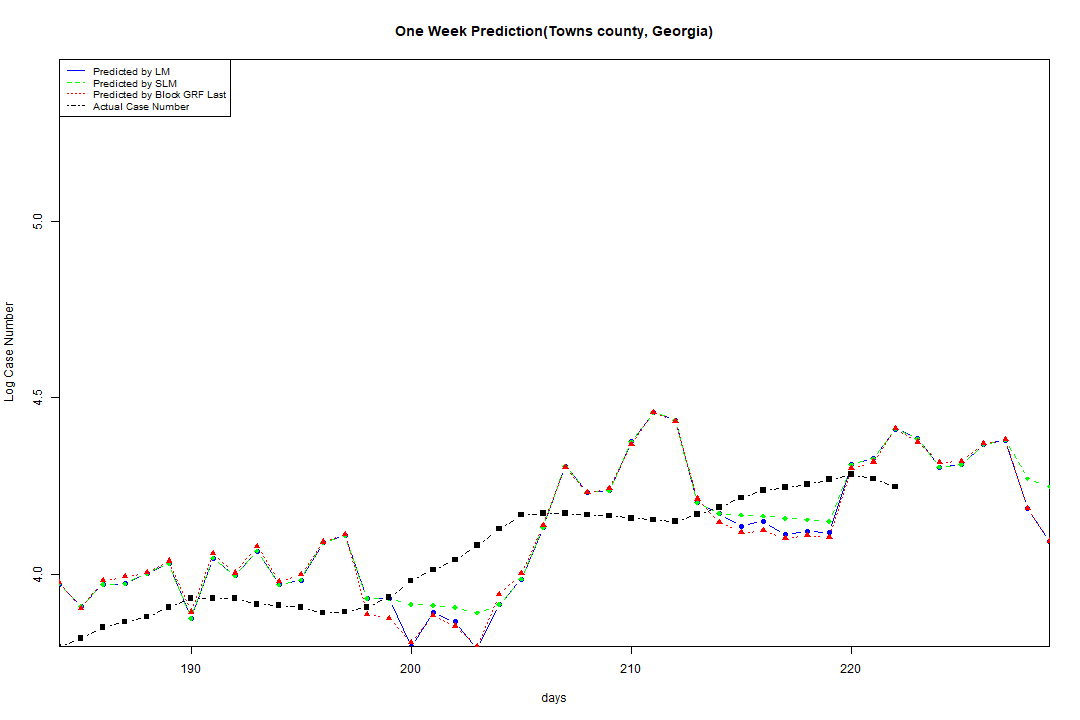 One Week Prediction(Towns county, Georgia)
Predicted by LM
Predicted by SLM
Predicted by Block GRF Last
Actual Case Number
Log Case Number
5.0
4.5
4.0
190
200
210
220
days